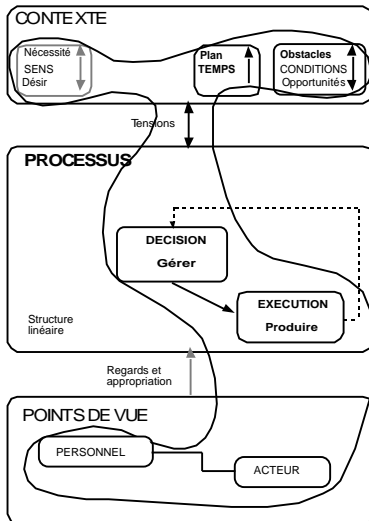 CONTEXTE
Nécessité
SENS
Désir
Plan
TEMPS
Obstacles
CONDITIONS
Opportunités
Tensions
PROCESSUS
DECISION
Gérer
EXECUTION
Produire
Structure
linéaire
Regards et
appropriation
POINTS DE VUE
PERSONNEL
ACTEUR